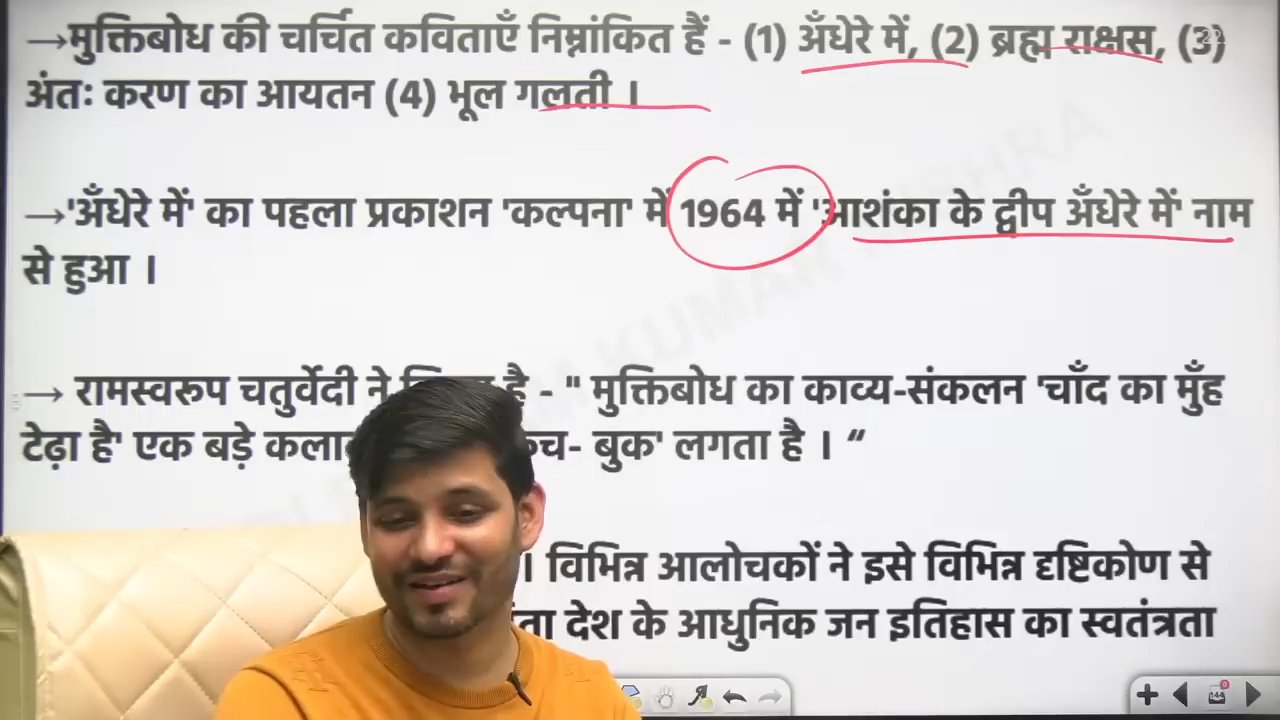 →मुक्तिबोध की चर्चित कविताएँ निम्नांकित हैं - (1) अँधेरे में, (2) ब्रह्म राक्षस, (3)
अंतः करण का आयतन (4) भूल गलती ।
→'अँधेरे में' का पहला प्रकाशन 'कल्पना' में 1964 में 'आशंका के द्वीप अँधेरे में' नाम
से हुआ ।
→ रामस्वरूप चतुर्वेदी ने है - " मुक्तिबोध का काव्य-संकलन 'चाँद का मुँह
टेढ़ा है' एक बड़े बुक' लगता है । “
। विभिन्न आलोचकों ने इसे विभिन्न दृष्टिकोण से
देश के आधुनिक जन इतिहास का स्वतंत्रता
144